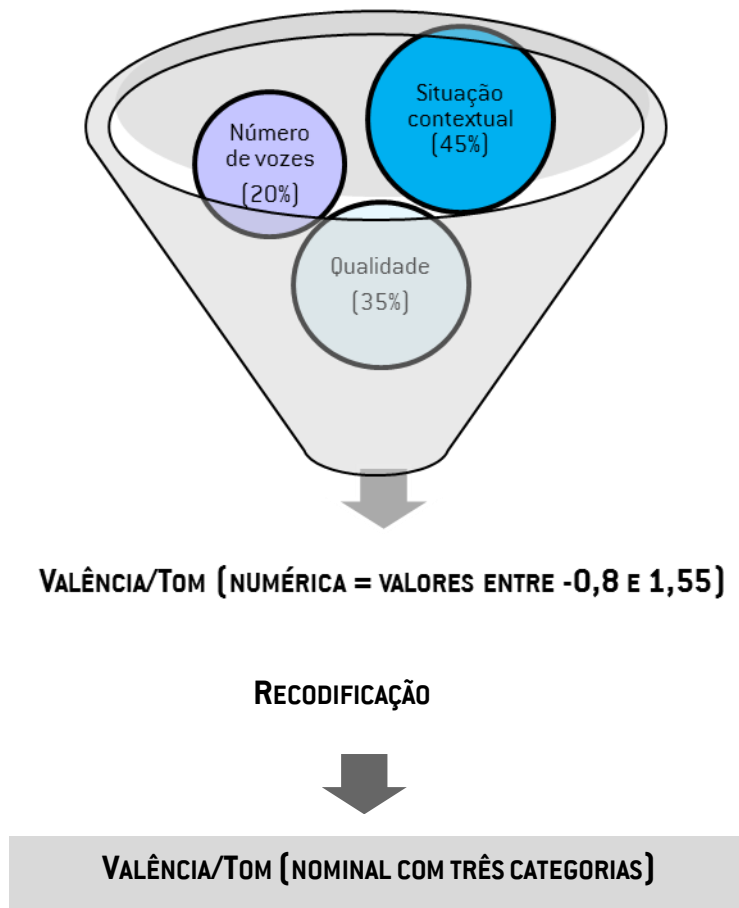 Situação
contextual
(45%)
Número
de vozes
(20%)
Qualidade
(35%)
VALÊNCIA/TOM (NUMÉRICA = VALORES ENTRE -0,8 E 1,55)
RECODIFICAÇÃO
VALÊNCIA/TOM (NOMINAL COM TRÊS CATEGORIAS)